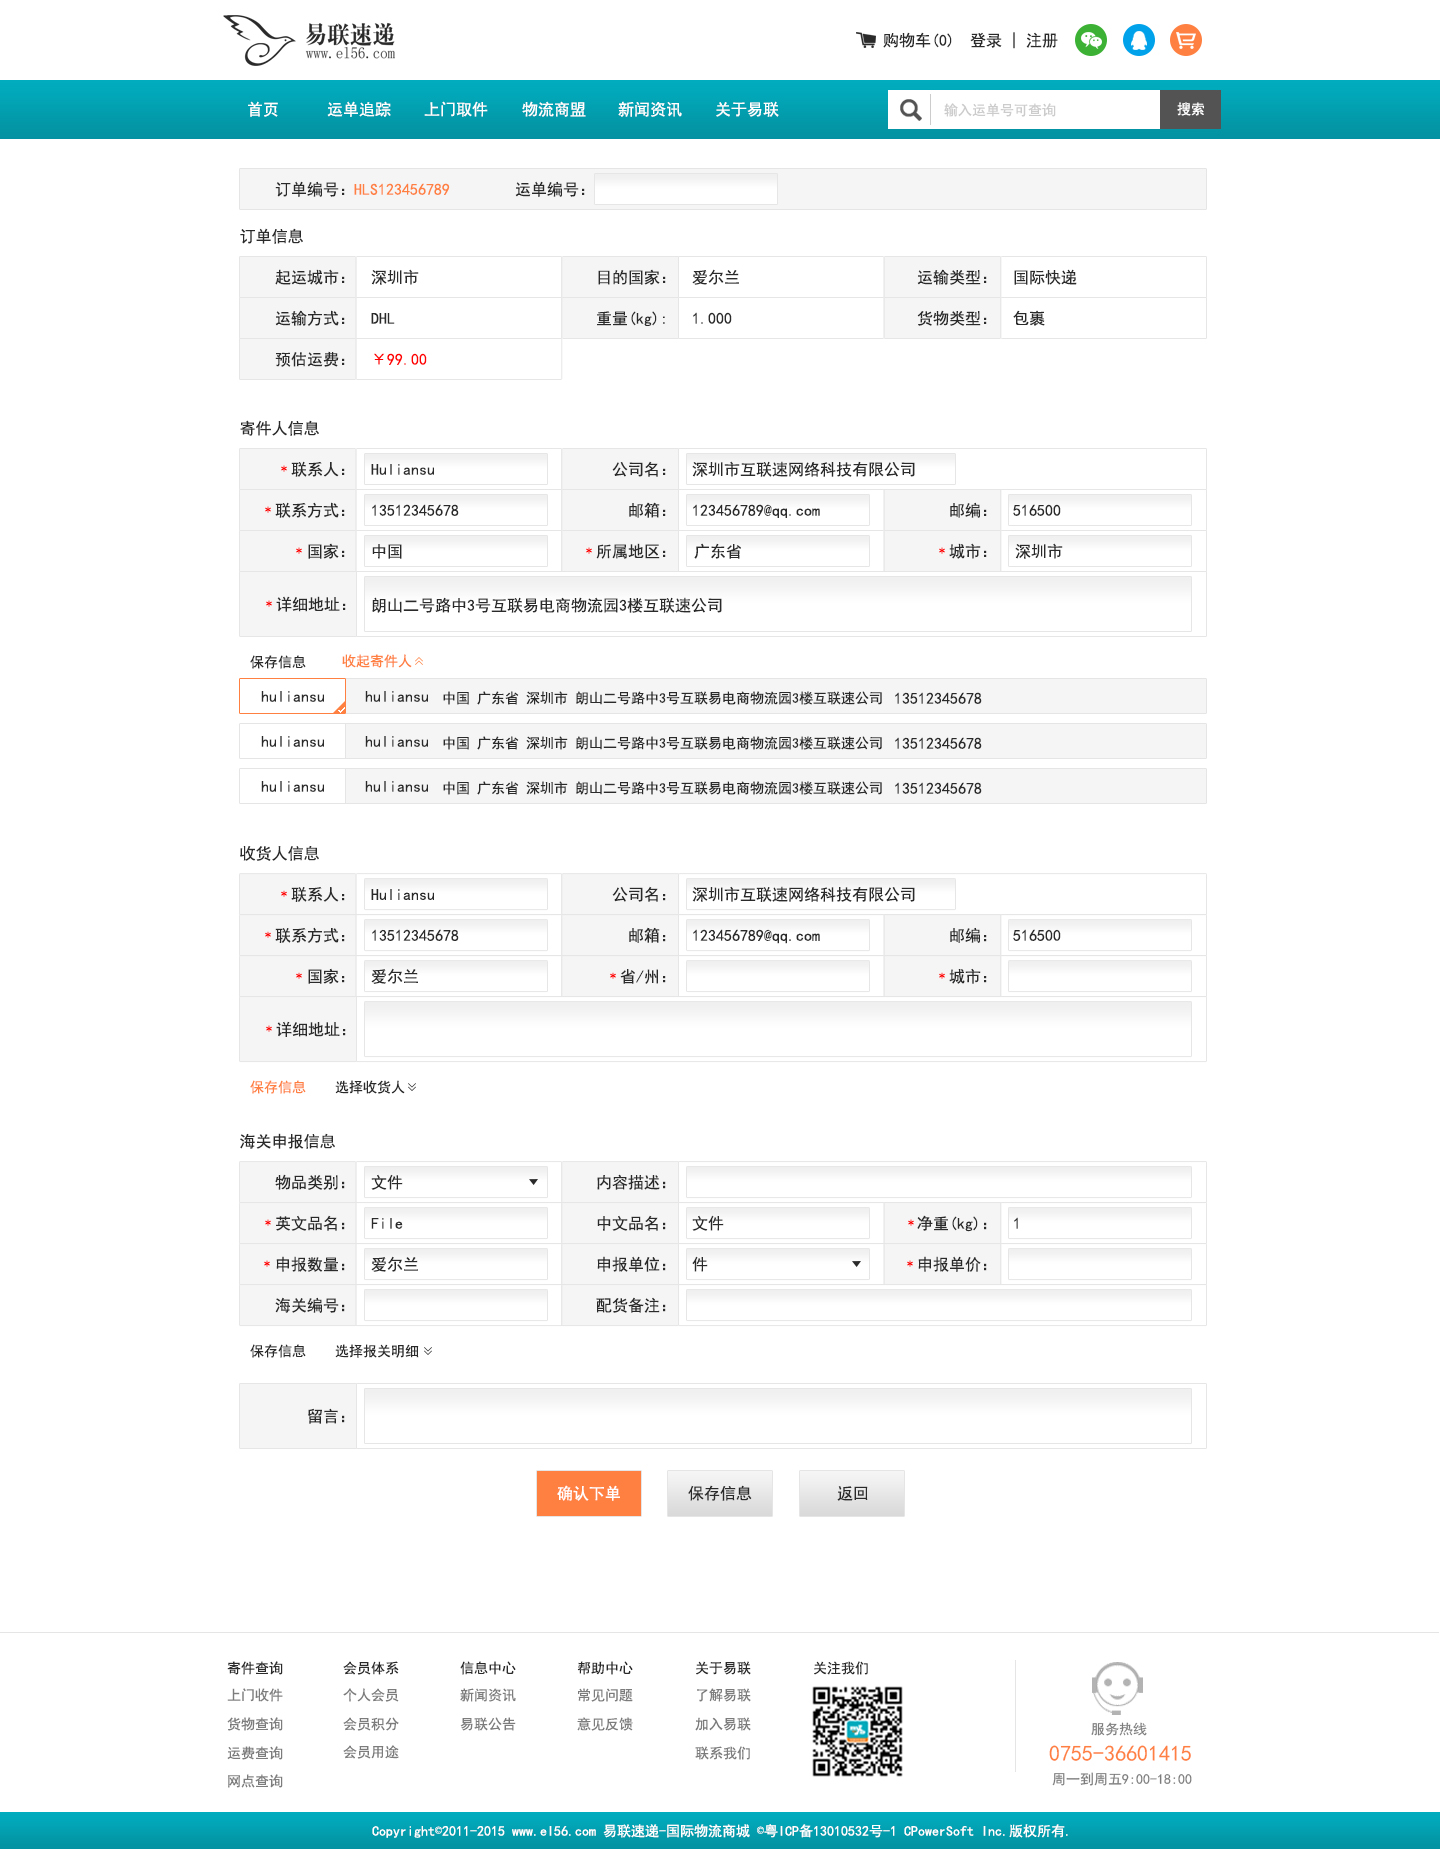 易联速递
www.el56.com
购物车(0) 登录 | 注册
首页 运单追踪 上门取件 物流商盟 新闻资讯 关于易联 输入运单号可查询 搜索
订单编号：HLS123456789 运单编号：
订单信息
起运城市： 深圳市 目的国家： 爱尔兰 运输类型： 国际快递
运输方式： DHL 重量(kg)： 1.000 货物类型： 包裹
预估运费： ￥99.00
寄件人信息
*联系人： Huliansu 公司名： 深圳市互联速网络科技有限公司
*联系方式： 13512345678 邮箱： 123456789@qq.com 邮编： 516500
*国家： 中国 *所属地区： 广东省 *城市： 深圳市
*详细地址： 朗山二号路中3号互联易电商物流园3楼互联速公司
保存信息 收起寄件人
huliansu huliansu 中国 广东省 深圳市 朗山二号路中3号互联易电商物流园3楼互联速公司 13512345678
huliansu huliansu 中国 广东省 深圳市 朗山二号路中3号互联易电商物流园3楼互联速公司 13512345678
huliansu huliansu 中国 广东省 深圳市 朗山二号路中3号互联易电商物流园3楼互联速公司 13512345678
收货人信息
*联系人： Huliansu 公司名： 深圳市互联速网络科技有限公司
*联系方式： 13512345678 邮箱： 123456789@qq.com 邮编： 516500
*国家： 爱尔兰 *省/州： *城市：
*详细地址：
保存信息 选择收货人
海关申报信息
物品类别： 文件 内容描述：
*英文品名： File 中文品名： 文件 *净重(kg)： 1
*申报数量： 爱尔兰 申报单位： 件 *申报单价：
海关编号： 配货备注：
保存信息 选择报关明细
留言：
确认下单 保存信息 返回
寄件查询 会员体系 信息中心 帮助中心 关于易联 关注我们
上门收件 个人会员 新闻资讯 常见问题 了解易联
货物查询 会员积分 易联公告 意见反馈 加入易联
运费查询 会员用途 联系我们
网点查询
服务热线
0755-36601415
周一到周五9:00-18:00
Copyright©2011-2015 www.el56.com 易联速递-国际物流商城 ©粤ICP备13010532号-1 CPowerSoft Inc.版权所有.